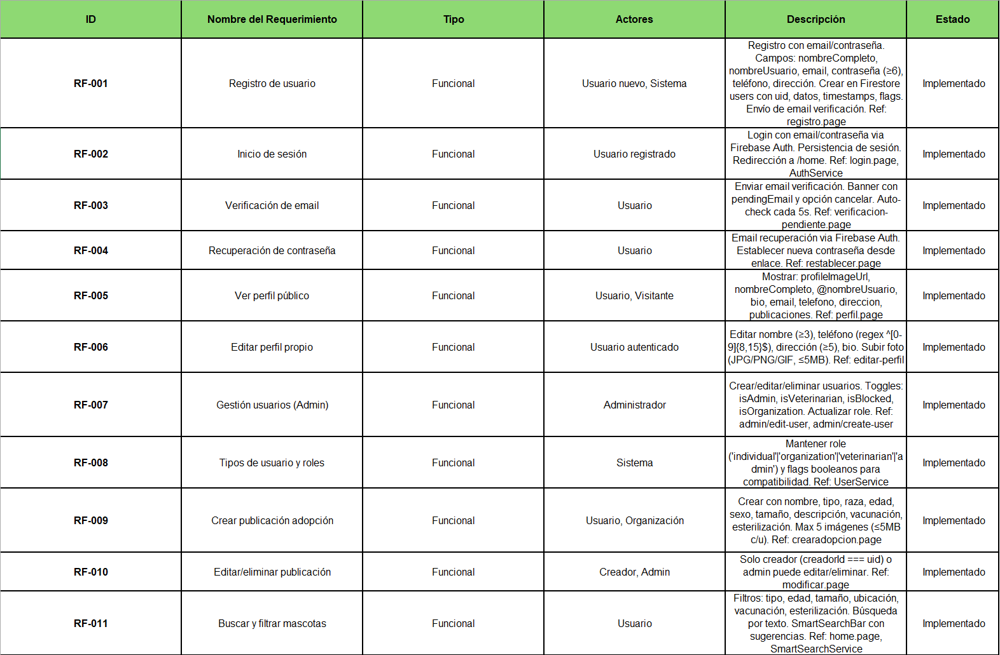 ID Nombre del Requerimiento Tipo Actores Descripción Estado
RF-001 Registro de usuario Funcional Usuario nuevo, Sistema
Registro con email/contraseña.
Campos: nombreCompleto,
nombreUsuario, email, contraseña (≥6),
teléfono, dirección. Crear en Firestore
users con uid, datos, timestamps, flags.
Envío de email verificación. Ref:
registro.page
Implementado
RF-002 Inicio de sesión Funcional Usuario registrado
Login con email/contraseña via
Firebase Auth. Persistencia de sesión.
Redirección a /home. Ref: login.page,
AuthService
Implementado
RF-003 Verificación de email Funcional Usuario
Enviar email verificación. Banner con
pendingEmail y opción cancelar. Auto-
check cada 5s. Ref: verificacion-
pendiente.page
Implementado
RF-004 Recuperación de contraseña Funcional Usuario
Email recuperación via Firebase Auth.
Establecer nueva contraseña desde
enlace. Ref: restablecer.page
Implementado
RF-005 Ver perfil público Funcional Usuario, Visitante
Mostrar: profileImageUrl,
nombreCompleto, @nombreUsuario,
bio, email, telefono, direccion,
publicaciones. Ref: perfil.page
Implementado
RF-006 Editar perfil propio Funcional Usuario autenticado
Editar nombre (≥3), teléfono (regex ^[0-
9]{8,15}$), dirección (≥5), bio. Subir foto
(JPG/PNG/GIF, ≤5MB). Ref: editar-perfil
Implementado
RF-007 Gestión usuarios (Admin) Funcional Administrador
Crear/editar/eliminar usuarios. Toggles:
isAdmin, isVeterinarian, isBlocked,
isOrganization. Actualizar role. Ref:
admin/edit-user, admin/create-user
Implementado
RF-008 Tipos de usuario y roles Funcional Sistema
Mantener role
('individual'|'organization'|'veterinarian'|'a
dmin') y flags booleanos para
compatibilidad. Ref: UserService
Implementado
RF-009 Crear publicación adopción Funcional Usuario, Organización
Crear con nombre, tipo, raza, edad,
sexo, tamaño, descripción, vacunación,
esterilización. Max 5 imágenes (≤5MB
c/u). Ref: crearadopcion.page
Implementado
RF-010 Editar/eliminar publicación Funcional Creador, Admin
Solo creador (creadorId === uid) o
admin puede editar/eliminar. Ref:
modificar.page
Implementado
RF-011 Buscar y filtrar mascotas Funcional Usuario
Filtros: tipo, edad, tamaño, ubicación,
vacunación, esterilización. Búsqueda
por texto. SmartSearchBar con
sugerencias. Ref: home.page,
SmartSearchService
Implementado